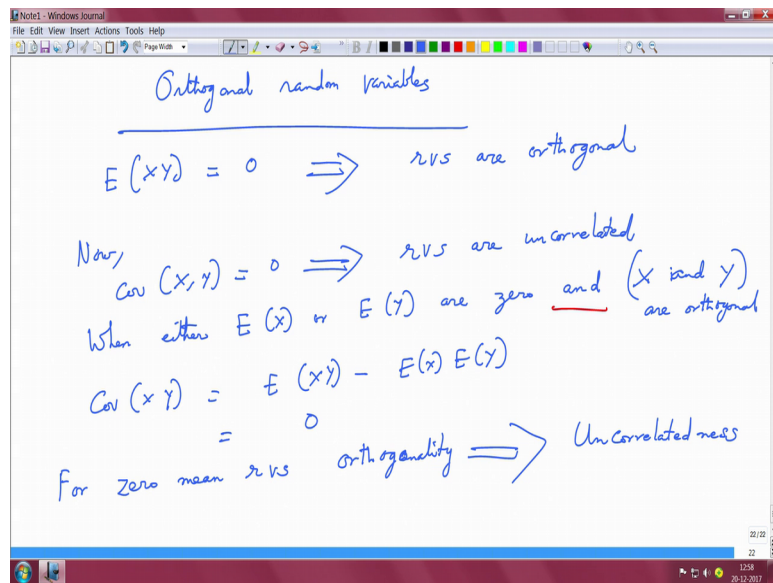 Note1 - Windows Journal
File Edit View Insert Actions Tools Help
Page Width
Orthogonal random variables
E (XY) = 0 ⟹ rvs are orthogonal
Now,
Cov (X, Y) = 0 ⟹ rvs are uncorrelated
When either E (X) or E (Y) are zero and (X and Y)
are orthogonal
Cov (X Y) = E (XY) - E(X) E(Y)
= 0
For zero mean rvs orthogonality ⟹ Uncorrelatedness
22/22
22
12:58
20-12-2017